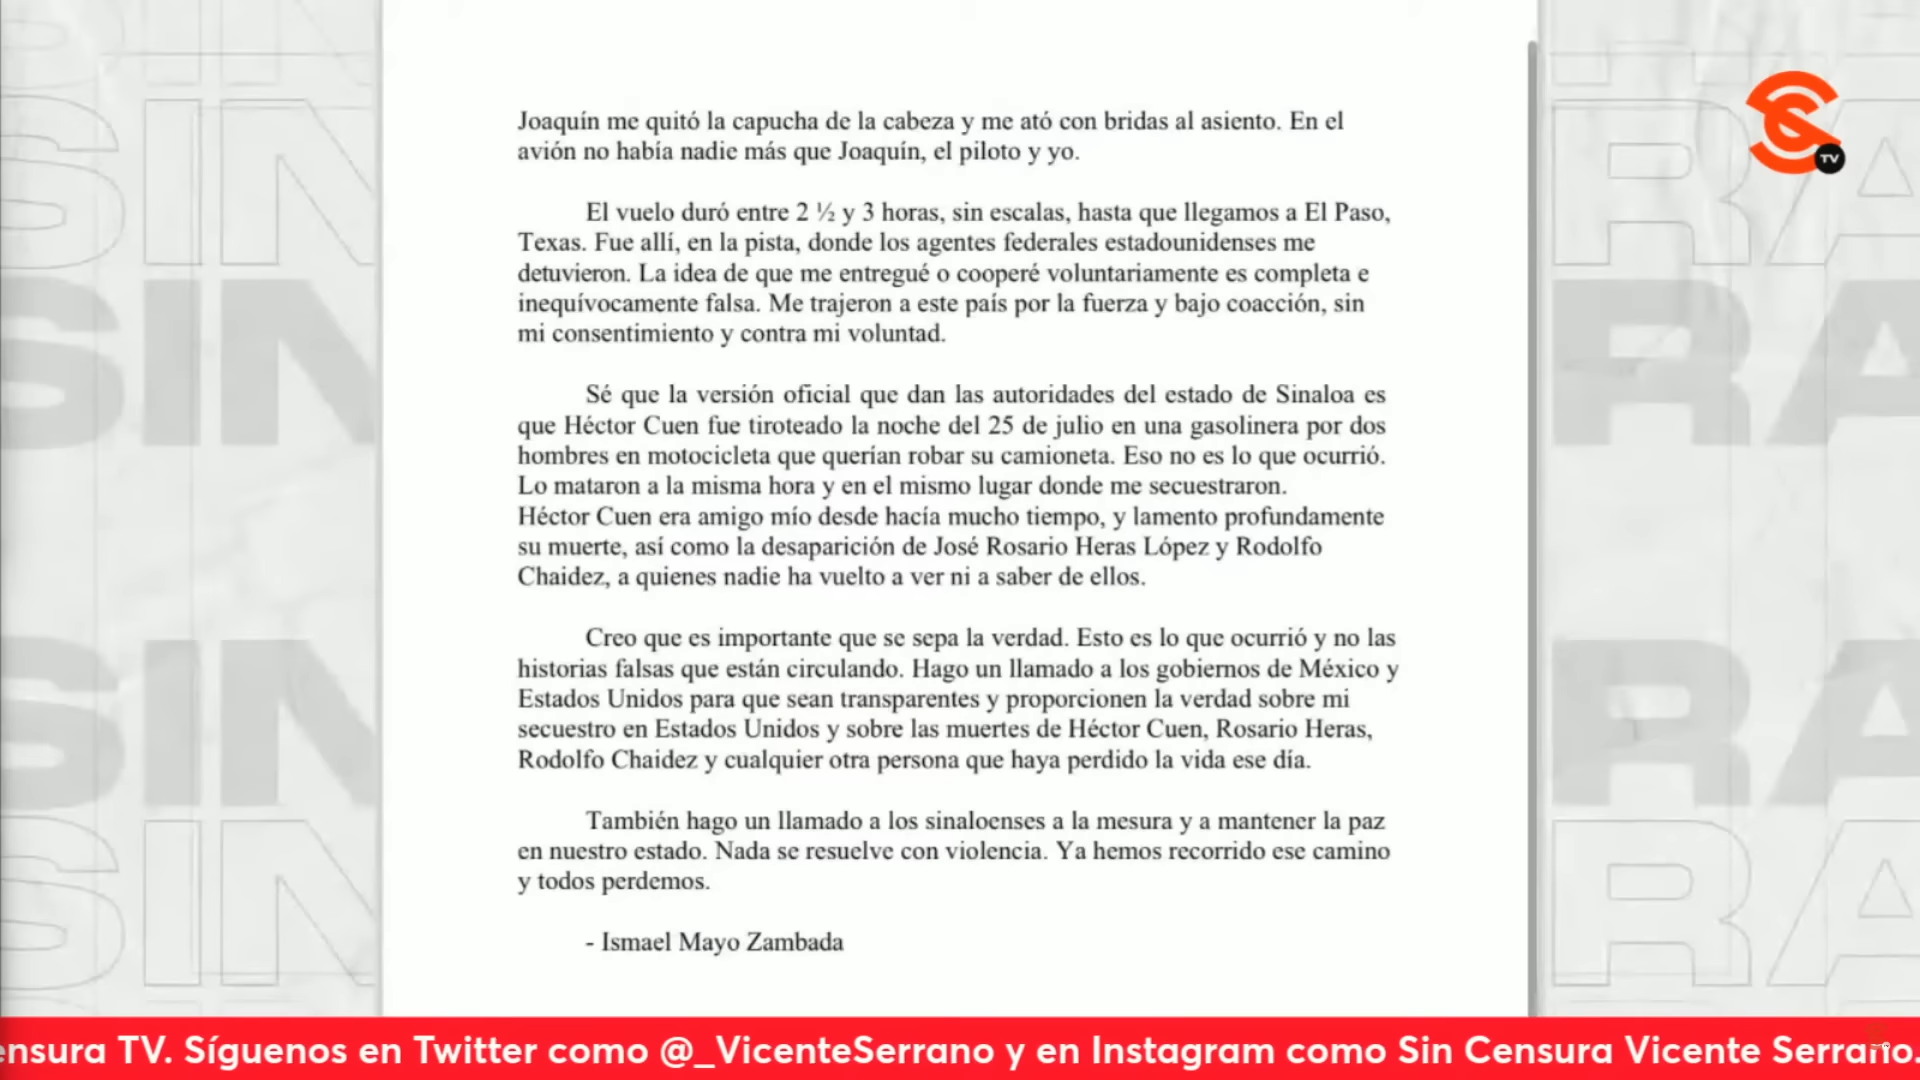 SIN
RA
TV
Joaquín me quitó la capucha de la cabeza y me ató con bridas al asiento. En el
avión no había nadie más que Joaquín, el piloto y yo.
El vuelo duró entre 2 ½ y 3 horas, sin escalas, hasta que llegamos a El Paso,
Texas. Fue allí, en la pista, donde los agentes federales estadounidenses me
detuvieron. La idea de que me entregué o cooperé voluntariamente es completa e
inequívocamente falsa. Me trajeron a este país por la fuerza y bajo coacción, sin
mi consentimiento y contra mi voluntad.
Sé que la versión oficial que dan las autoridades del estado de Sinaloa es
que Héctor Cuen fue tiroteado la noche del 25 de julio en una gasolinera por dos
hombres en motocicleta que querían robar su camioneta. Eso no es lo que ocurrió.
Lo mataron a la misma hora y en el mismo lugar donde me secuestraron.
Héctor Cuen era amigo mío desde hacía mucho tiempo, y lamento profundamente
su muerte, así como la desaparición de José Rosario Heras López y Rodolfo
Chaidez, a quienes nadie ha vuelto a ver ni a saber de ellos.
Creo que es importante que se sepa la verdad. Esto es lo que ocurrió y no las
historias falsas que están circulando. Hago un llamado a los gobiernos de México y
Estados Unidos para que sean transparentes y proporcionen la verdad sobre mi
secuestro en Estados Unidos y sobre las muertes de Héctor Cuen, Rosario Heras,
Rodolfo Chaidez y cualquier otra persona que haya perdido la vida ese día.
También hago un llamado a los sinaloenses a la mesura y a mantener la paz
en nuestro estado. Nada se resuelve con violencia. Ya hemos recorrido ese camino
y todos perdemos.
- Ismael Mayo Zambada
SIN
RA
SIN
RA
SIN
RA
ensura TV. Síguenos en Twitter como @_VicenteSerrano y en Instagram como Sin Censura Vicente Serrano.